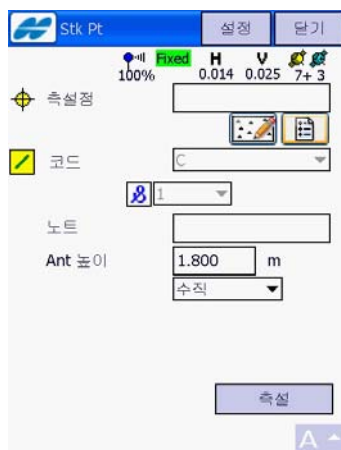 Stk Pt 설정 닫기
Fixed H V
100% 0.014 0.025 7+ 3
측설점
코드 C
1
노트
Ant 높이 1.800 m
수직
측설
A